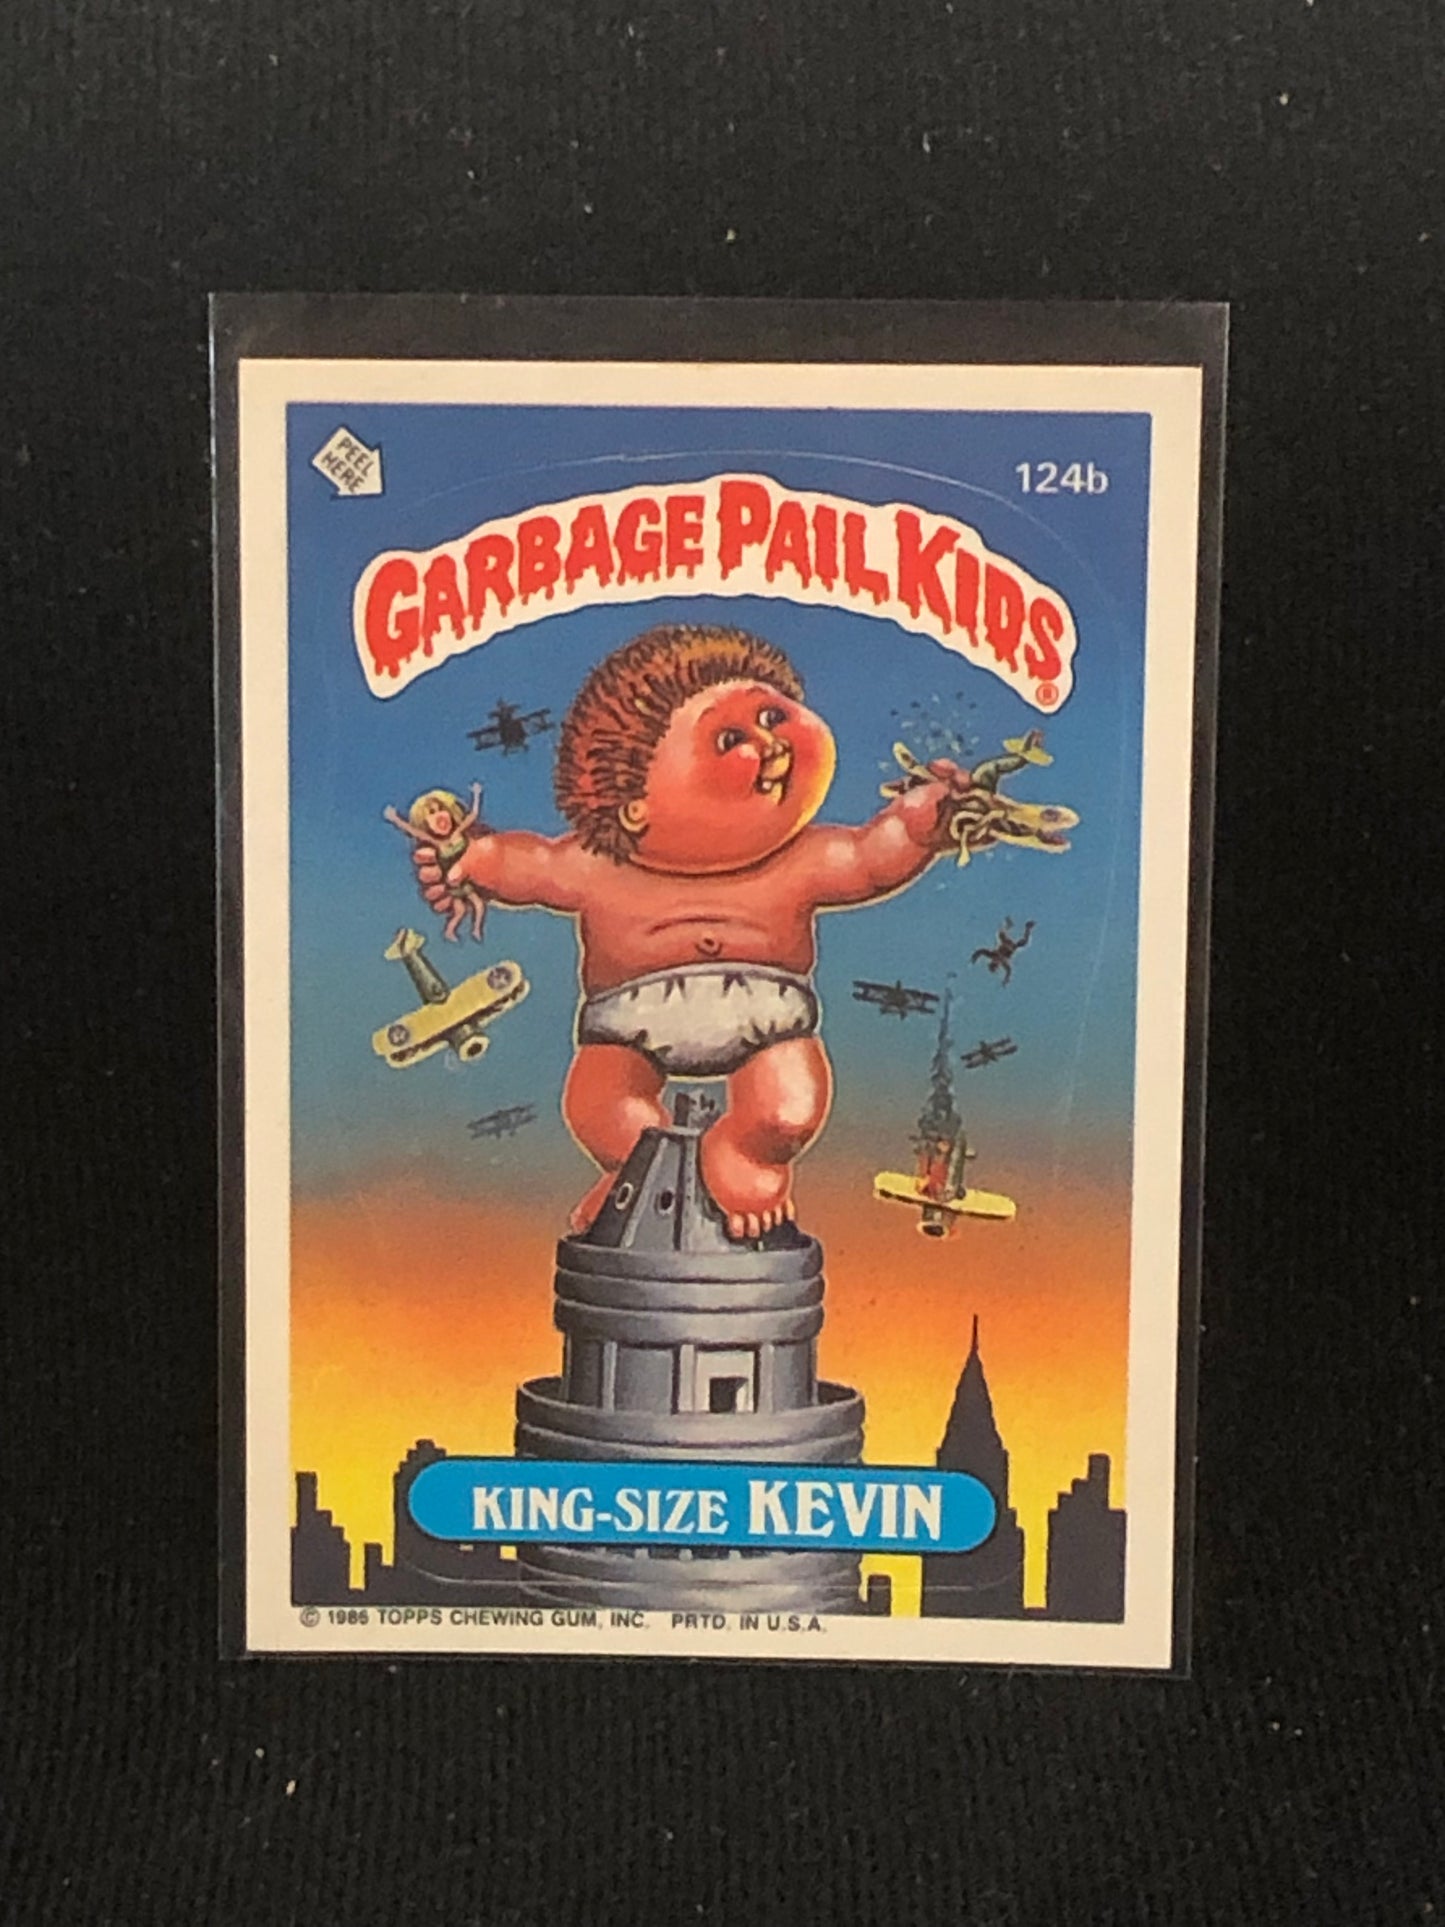 PEEL
HERE
124b
GARBAGE PAIL KIDS®
KING-SIZE KEVIN
© 1986 TOPPS CHEWING GUM, INC. PRTD. IN U.S.A.